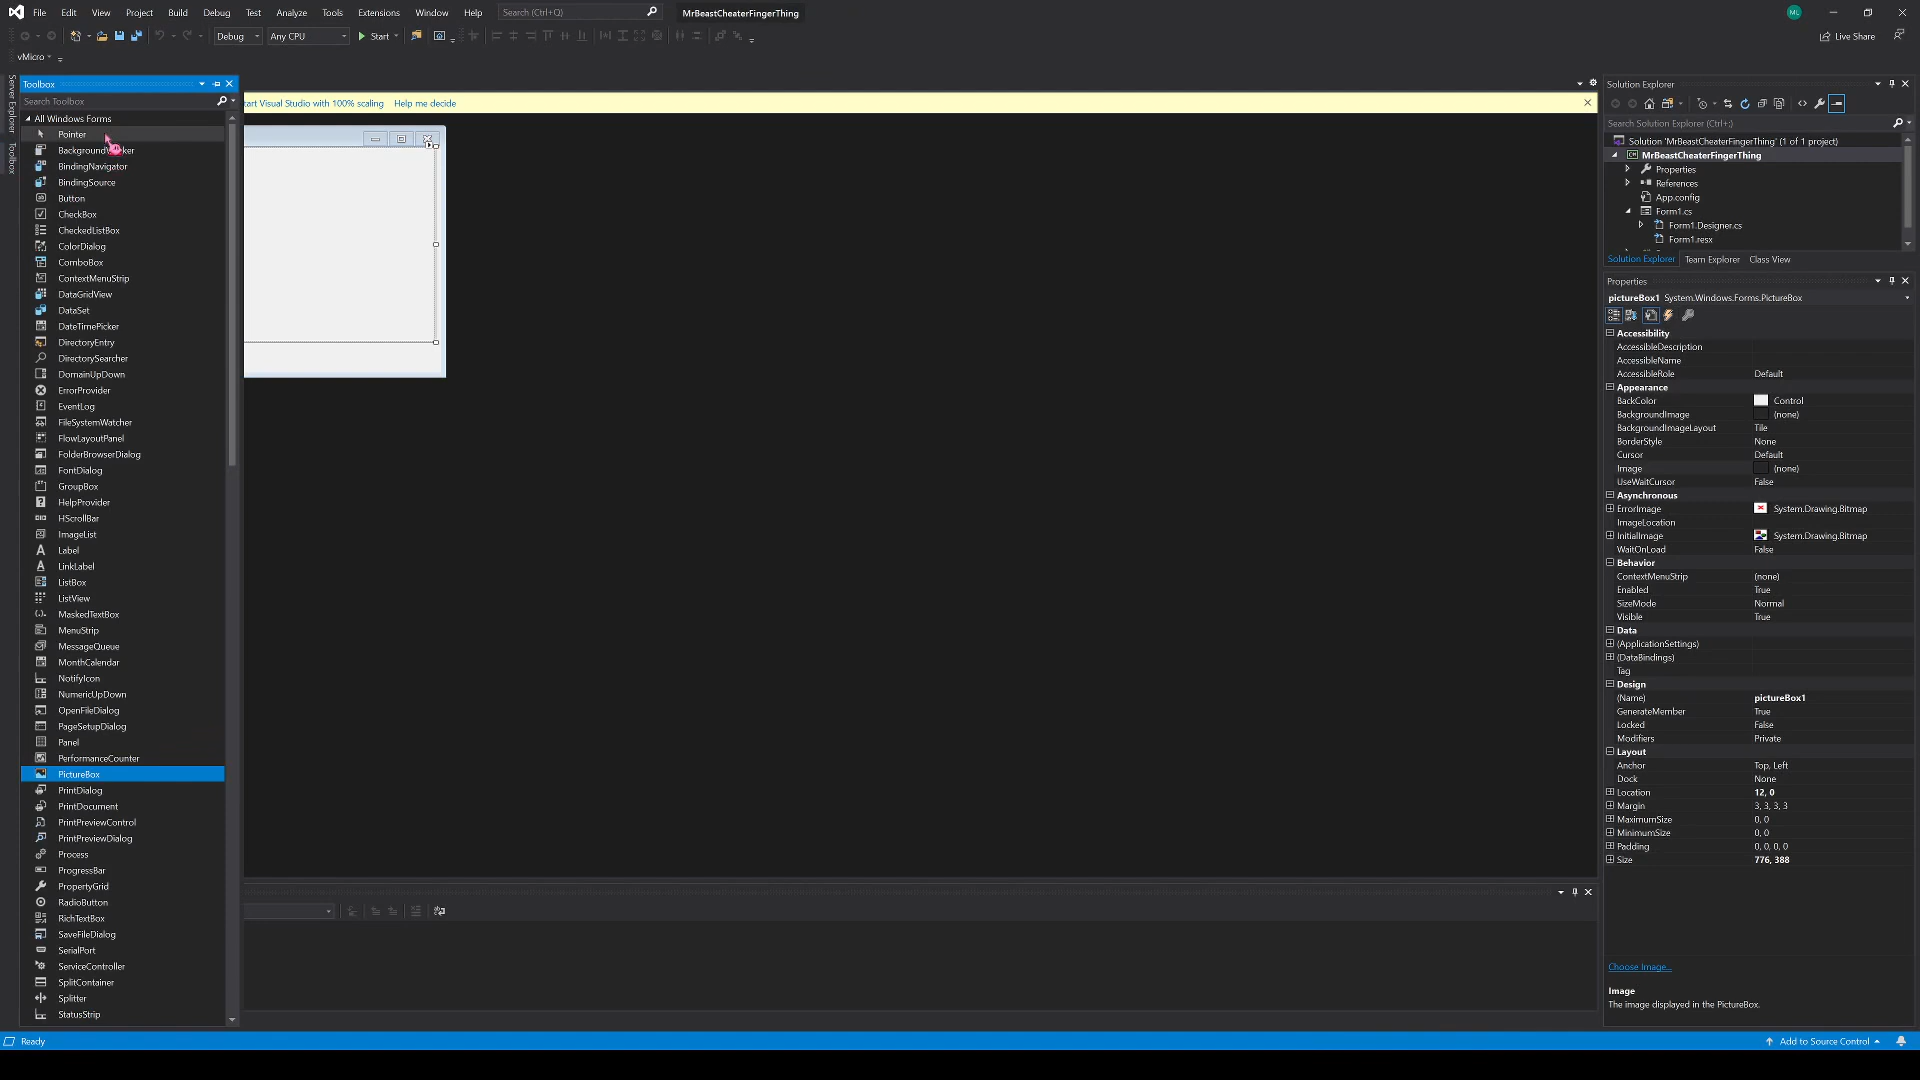 File Edit View Project Build Debug Test Analyze Tools Extensions Window Help Search (Ctrl+Q) MrBeastCheaterFingerThing ML
Debug Any CPU Start Live Share
vMicro
Server Explorer
Toolbox
Toolbox
Search Toolbox
All Windows Forms
Pointer
BindingNavigator
BindingSource
Button
CheckBox
CheckedListBox
ColorDialog
ComboBox
ContextMenuStrip
DataGridView
DataSet
DateTimePicker
DirectoryEntry
DirectorySearcher
DomainUpDown
ErrorProvider
EventLog
FileSystemWatcher
FlowLayoutPanel
FolderBrowserDialog
FontDialog
GroupBox
HelpProvider
HScrollBar
ImageList
Label
LinkLabel
ListBox
ListView
MaskedTextBox
MenuStrip
MessageQueue
MonthCalendar
NotifyIcon
NumericUpDown
OpenFileDialog
PageSetupDialog
Panel
PerformanceCounter
PictureBox
PrintDialog
PrintDocument
PrintPreviewControl
PrintPreviewDialog
Process
ProgressBar
PropertyGrid
RadioButton
RichTextBox
SaveFileDialog
SerialPort
ServiceController
SplitContainer
Splitter
StatusStrip
tart Visual Studio with 100% scaling Help me decide
Solution Explorer
Search Solution Explorer (Ctrl+;)
Solution 'MrBeastCheaterFingerThing' (1 of 1 project)
MrBeastCheaterFingerThing
Properties
References
App.config
Form1.cs
Form1.Designer.cs
Form1.resx
Solution Explorer Team Explorer Class View
Properties
pictureBox1 System.Windows.Forms.PictureBox
Accessibility
AccessibleDescription
AccessibleName
AccessibleRole Default
Appearance
BackColor Control
BackgroundImage (none)
BackgroundImageLayout Tile
BorderStyle None
Cursor Default
Image (none)
UseWaitCursor False
Asynchronous
ErrorImage System.Drawing.Bitmap
ImageLocation
InitialImage System.Drawing.Bitmap
WaitOnLoad False
Behavior
ContextMenuStrip (none)
Enabled True
SizeMode Normal
Visible True
Data
(ApplicationSettings)
(DataBindings)
Tag
Design
(Name) pictureBox1
GenerateMember True
Locked False
Modifiers Private
Layout
Anchor Top, Left
Dock None
Location 12, 0
Margin 3, 3, 3, 3
MaximumSize 0, 0
MinimumSize 0, 0
Padding 0, 0, 0, 0
Size 776, 388
Choose Image...
Image
The image displayed in the PictureBox.
Ready Add to Source Control